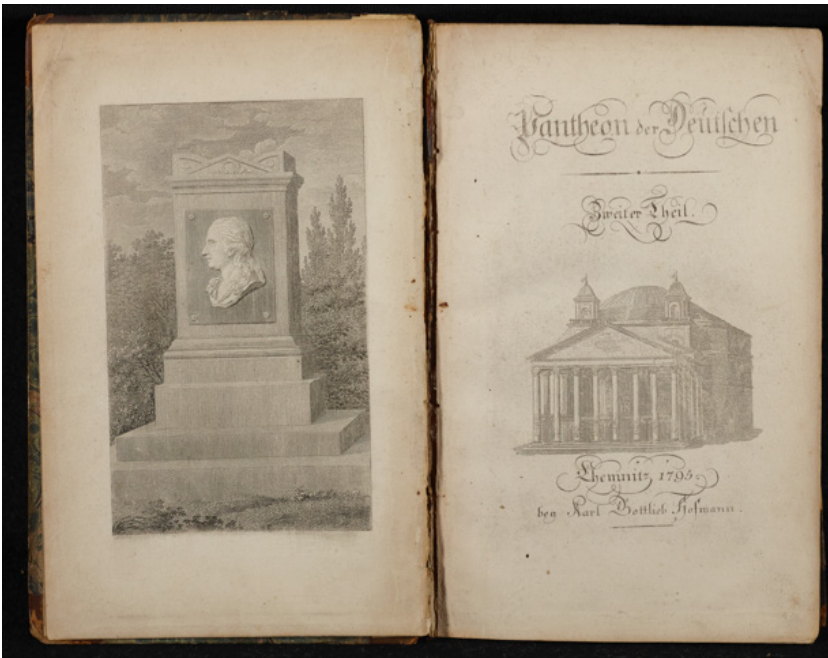 Pantheon der Deutschen
Zweiter Theil.
Chemnitz 1795.
bey Karl Gottlieb Hofmann.